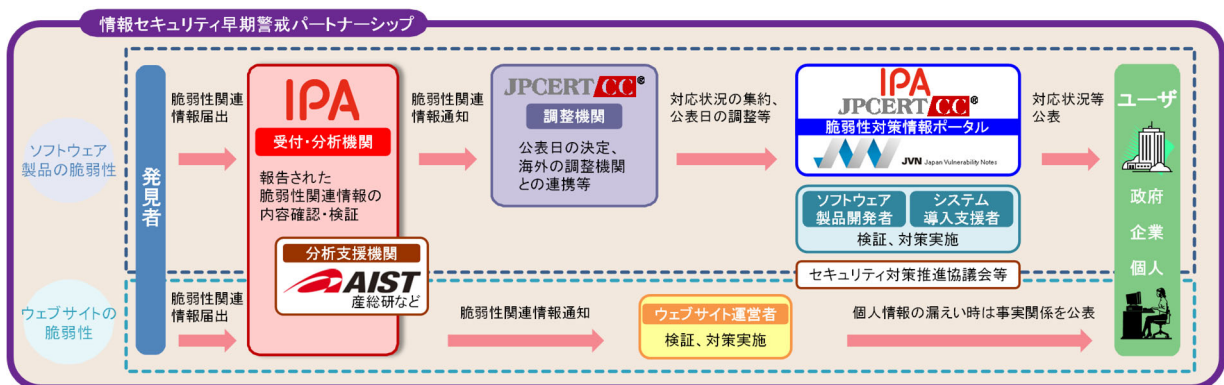 情報セキュリティ早期警戒パートナーシップ
ソフトウェア
製品の脆弱性
発見者
脆弱性関連
情報届出
IPA
受付・分析機関
報告された
脆弱性関連情報の
内容確認・検証
分析支援機関
AIST
産総研など
脆弱性関連
情報通知
JPCERT CC®
調整機関
公表日の決定、
海外の調整機関
との連携等
対応状況の集約、
公表日の調整等
IPA
JPCERT CC®
脆弱性対策情報ポータル
JVN Japan Vulnerability Notes
ソフトウェア
製品開発者
システム
導入支援者
検証、対策実施
セキュリティ対策推進協議会等
対応状況等
公表
ユーザ
政府
企業
個人
ウェブサイトの
脆弱性
脆弱性関連
情報届出
脆弱性関連情報通知
ウェブサイト運営者
検証、対策実施
個人情報の漏えい時は事実関係を公表